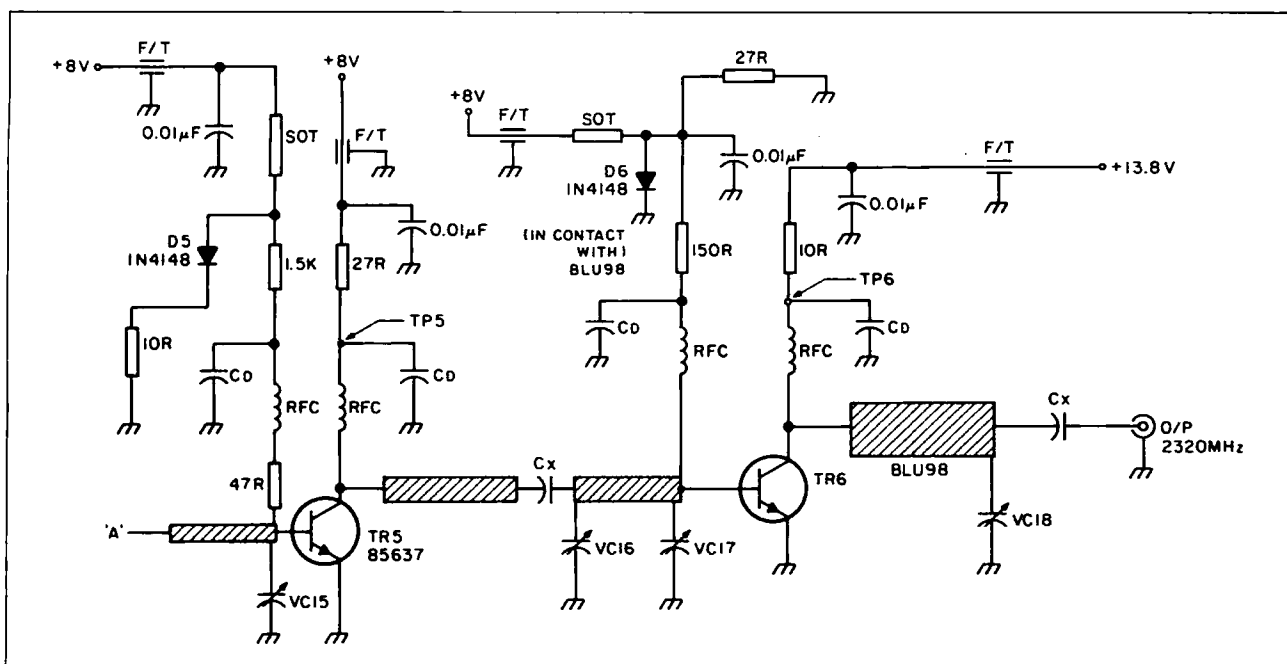 F/T
+8V
0.01µF
SOT
D5
1N4148
1.5K
10R
CD
RFC
47R
'A'
VC15
+8V
F/T
0.01µF
27R
TP5
CD
RFC
TR5
85637
Cx
VC16
VC17
+8V
F/T
SOT
27R
D6
1N4148
(IN CONTACT
WITH)
BLU98
0.01µF
150R
CD
RFC
F/T
+13.8V
0.01µF
10R
TP6
CD
RFC
TR6
BLU98
Cx
O/P
2320MHz
VC18